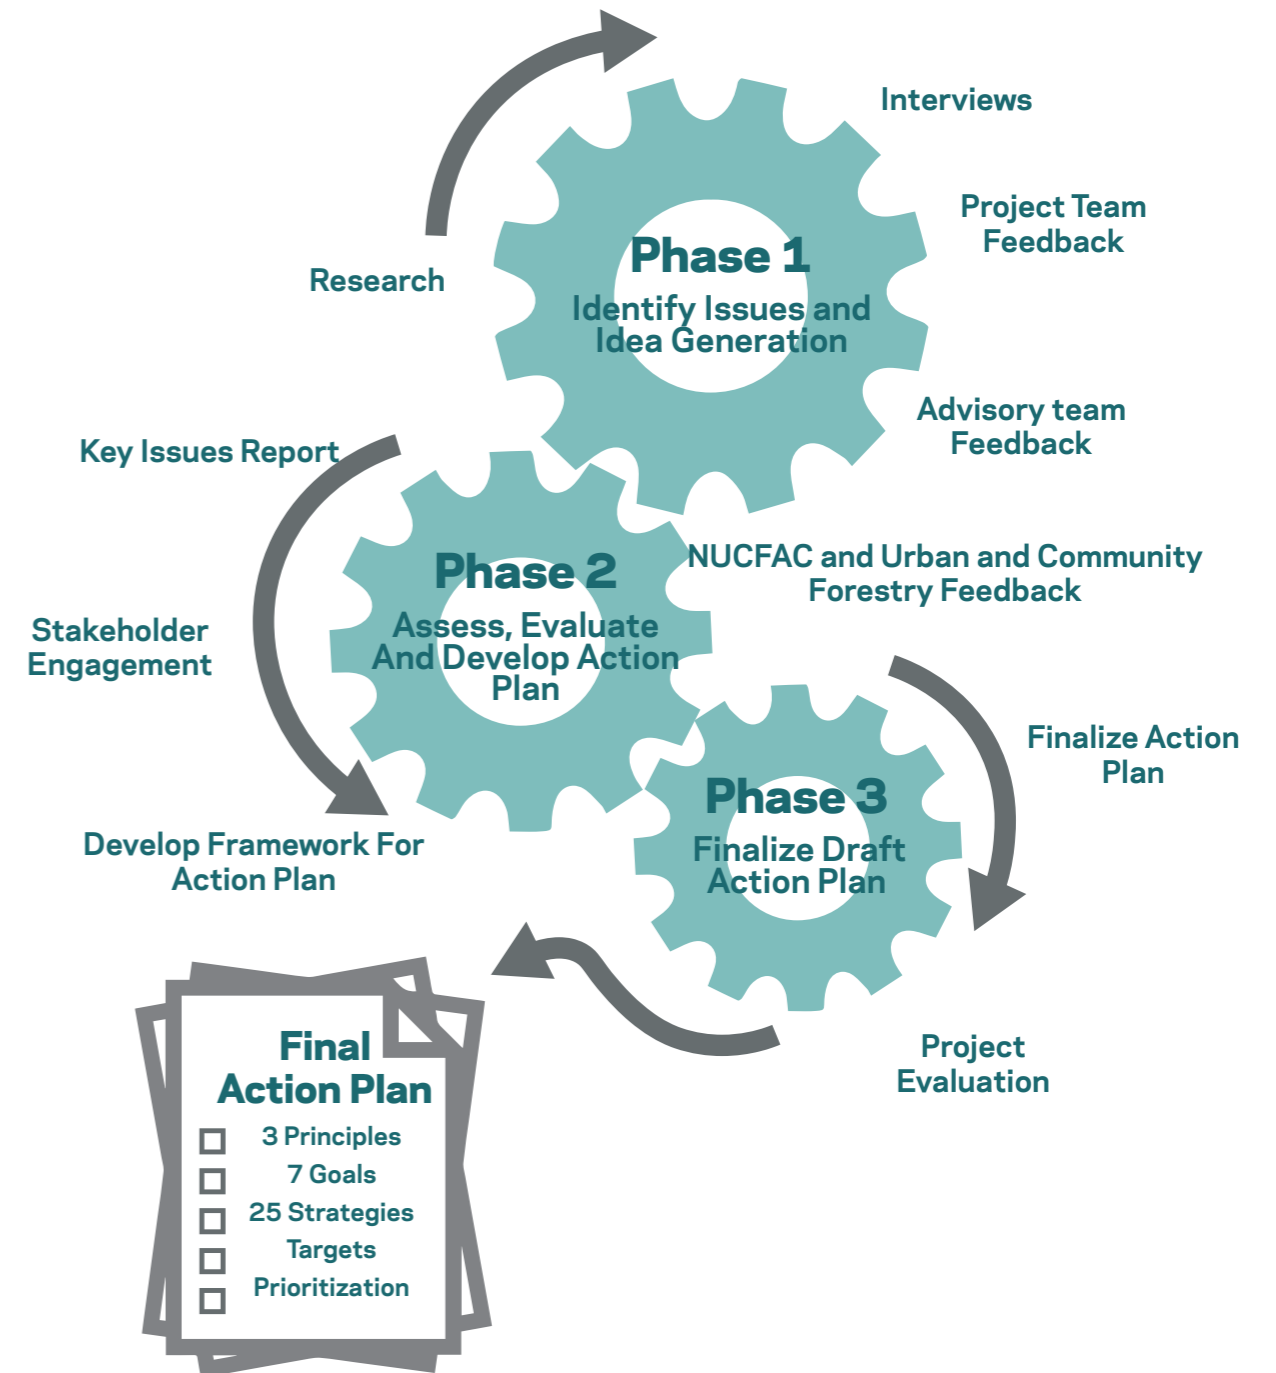 Interviews
Project Team
Feedback
Phase 1
Identify Issues and
Idea Generation
Research
Advisory team
Feedback
Key Issues Report
NUCFAC and Urban and Community
Forestry Feedback
Phase 2
Assess, Evaluate
And Develop Action
Plan
Stakeholder
Engagement
Develop Framework For
Action Plan
Finalize Action
Plan
Phase 3
Finalize Draft
Action Plan
Project
Evaluation
Final
Action Plan
3 Principles
7 Goals
25 Strategies
Targets
Prioritization